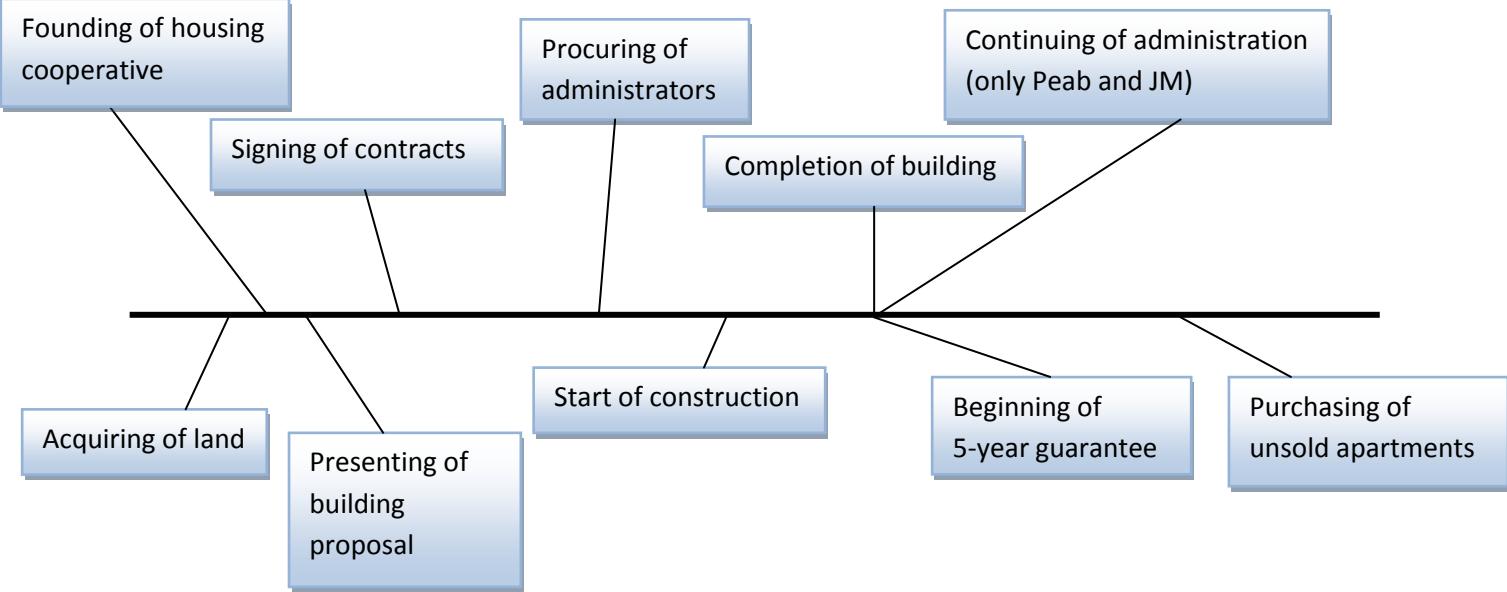 Founding of housing
cooperative
Signing of contracts
Procuring of
administrators
Completion of building
Continuing of administration
(only Peab and JM)
Acquiring of land
Presenting of
building
proposal
Start of construction
Beginning of
5-year guarantee
Purchasing of
unsold apartments